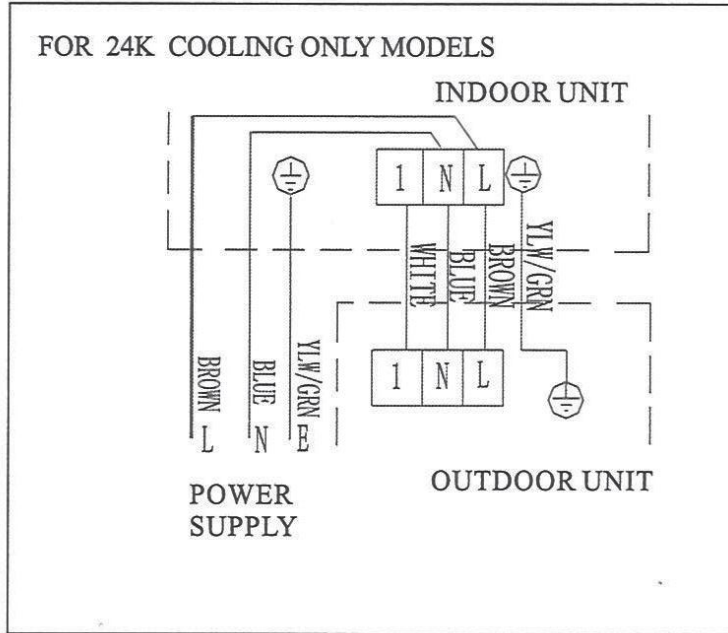 FOR 24K COOLING ONLY MODELS
INDOOR UNIT
1 N L
WHITE
BLUE
BROWN
YLW/GRN
1 N L
BROWN
BLUE
YLW/GRN
L N E
POWER
SUPPLY
OUTDOOR UNIT